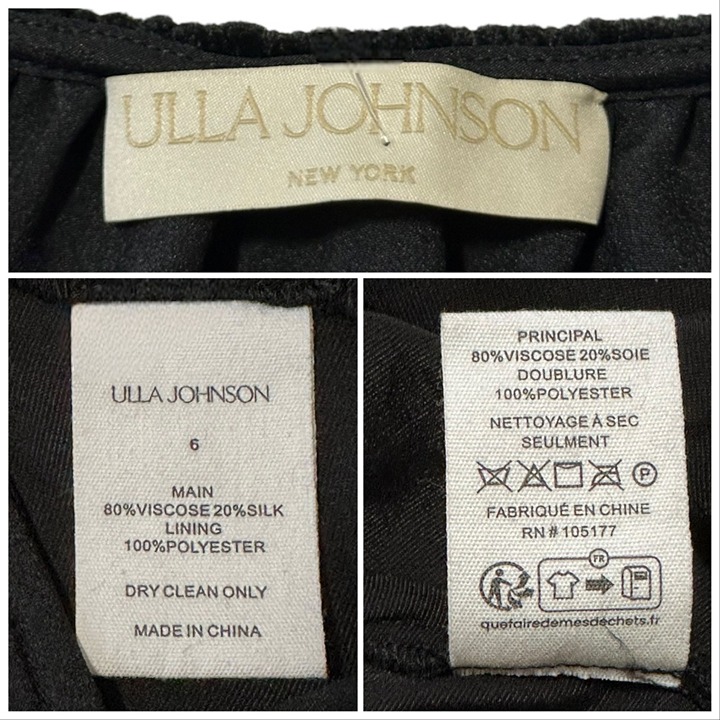 ULLA JOHNSON
NEW YORK
ULLA JOHNSON
6
MAIN
80%VISCOSE 20%SILK
LINING
100%POLYESTER
DRY CLEAN ONLY
MADE IN CHINA
PRINCIPAL
80%VISCOSE 20%SOIE
DOUBLURE
100%POLYESTER
NETTOYAGE À SEC
SEULMENT
P
FABRIQUÉ EN CHINE
RN # 105177
FR
quefairedemesdechets.fr